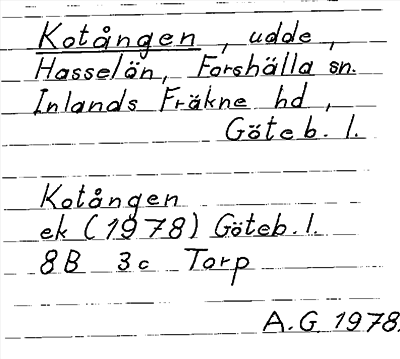 Kotången, udde,
Hasselön, Forshälla sn.
Inlands Fräkne hd,
Göteb. l.
Kotången
ek (1978) Göteb. l.
8B 3c Torp
A.G. 1978.